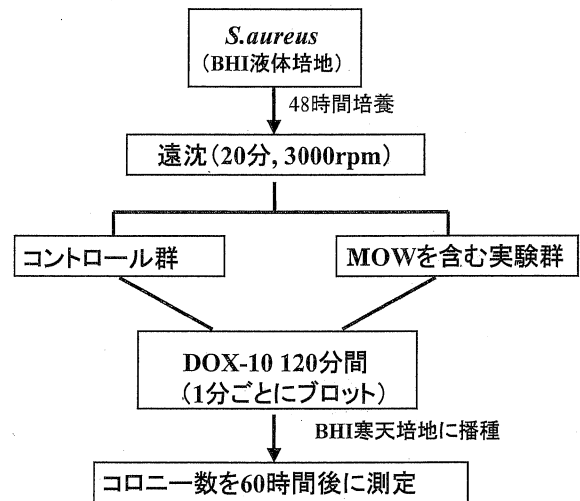 S.aureus
(BHI液体培地)
48時間培養
遠沈(20分, 3000rpm)
コントロール群
MOWを含む実験群
DOX-10 120分間
(1分ごとにブロット)
BHI寒天培地に播種
コロニー数を60時間後に測定